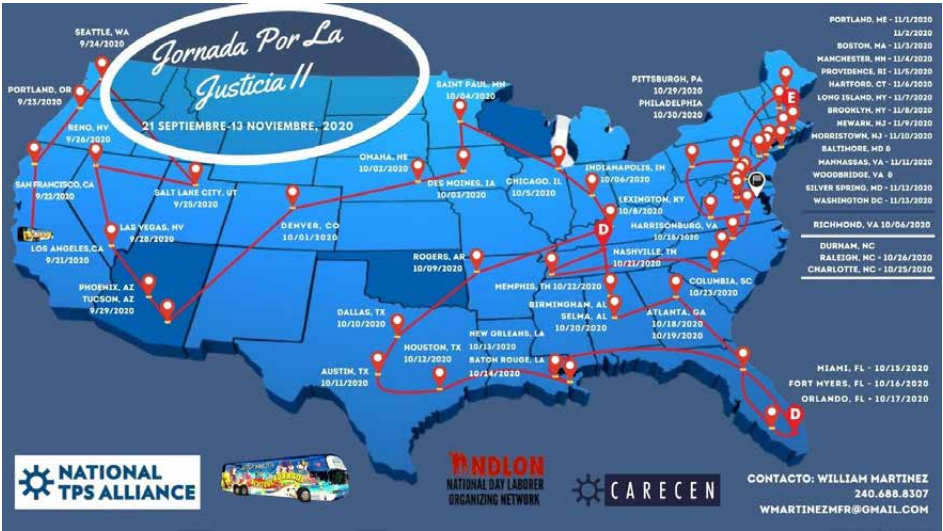 Jornada Por La
Justicia II
21 SEPTIEMBRE-13 NOVIEMBRE, 2020
SEATTLE, WA
9/24/2020
PORTLAND, OR
9/23/2020
RENO, NV
9/26/2020
SAN FRANCISCO, CA
9/22/2020
LOS ANGELES,CA
9/21/2020
SALT LAKE CITY, UT
9/25/2020
LAS VEGAS, NV
9/28/2020
PHOENIX, AZ
TUCSON, AZ
9/29/2020
DENVER, CO
10/01/2020
OMAHA, NE
10/02/2020
SAINT PAUL, MN
10/04/2020
DES MOINES, IA
10/03/2020
CHICAGO, IL
10/5/2020
INDIANAPOLIS, IN
10/06/2020
LEXINGTON, KY
10/8/2020
HARRISONBURG, VA
10/28/2020
D
NASHVILLE, TN
10/21/2020
ROGERS, AR
10/09/2020
MEMPHIS, TN 10/22/2020
COLUMBIA, SC
10/23/2020
BIRMINGHAM, AL
SELMA, AL
10/20/2020
ATLANTA, GA
10/18/2020
10/19/2020
DALLAS, TX
10/10/2020
HOUSTON, TX
10/12/2020
AUSTIN, TX
10/11/2020
NEW ORLEANS, LA
10/13/2020
BATON ROUGE, LA
10/14/2020
PITTSBURGH, PA
10/29/2020
PHILADELPHIA
10/30/2020
E
D
PORTLAND, ME - 11/1/2020
11/2/2020
BOSTON, MA - 11/3/2020
MANCHESTER, NH - 11/4/2020
PROVIDENCE, RI - 11/5/2020
HARTFORD, CT - 11/6/2020
LONG ISLAND, NY - 11/7/2020
BROOKLYN, NY - 11/8/2020
NEWARK, NJ - 11/9/2020
MORRISTOWN, NJ - 11/10/2020
BALTIMORE, MD &
MANNASSAS, VA - 11/11/2020
WOODBRIDGE, VA &
SILVER SPRING, MD - 11/12/2020
WASHINGTON DC - 11/13/2020
RICHMOND, VA 10/06/2020
DURHAM, NC
RALEIGH, NC - 10/26/2020
CHARLOTTE, NC - 10/25/2020
MIAMI, FL - 10/15/2020
FORT MYERS, FL - 10/16/2020
ORLANDO, FL - 10/17/2020
NATIONAL
TPS ALLIANCE
NDLON
NATIONAL DAY LABORER
ORGANIZING NETWORK
CARECEN
CONTACTO: WILLIAM MARTINEZ
240.688.8307
WMARTINEZMFR@GMAIL.COM